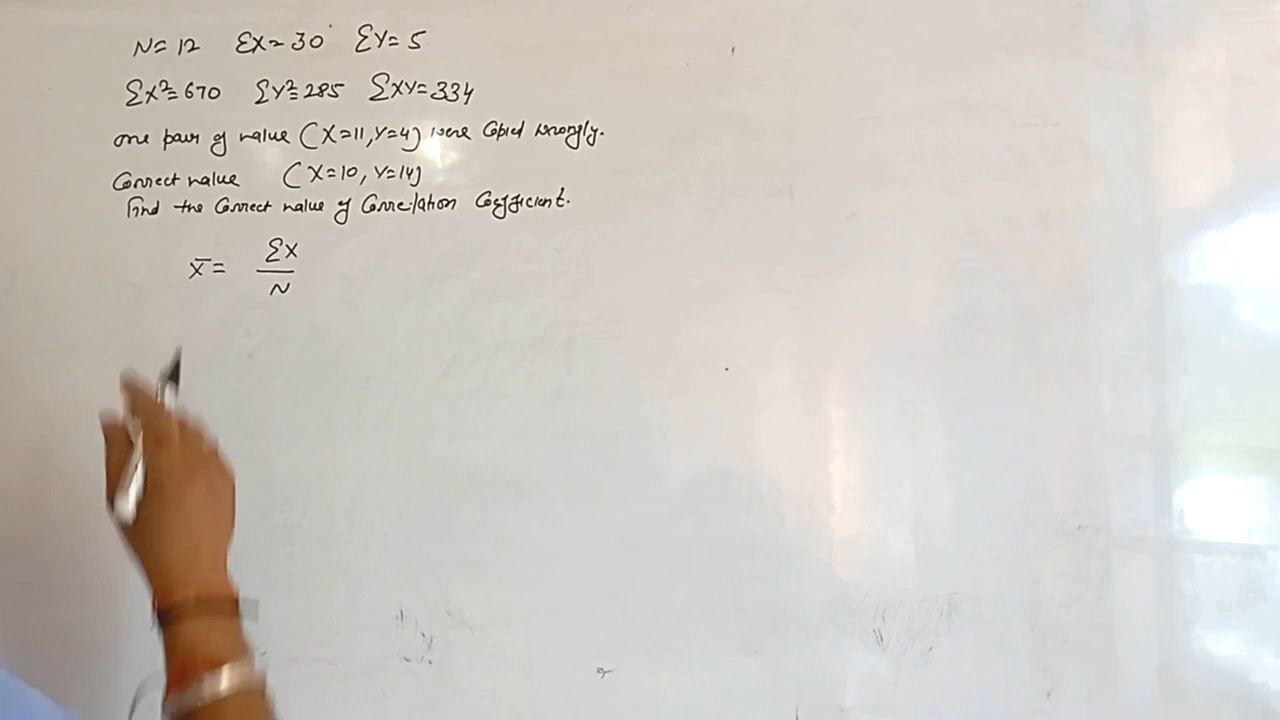 N=12 ΣX=30 ΣY=5
ΣX²=670 ΣY²=285 ΣXY=334
one pair of value (X=11, Y=4) were Copied wrongly.
Correct value (X=10, Y=14)
Find the Correct value of Correlation Coefficient.
X̄ = ΣX
N